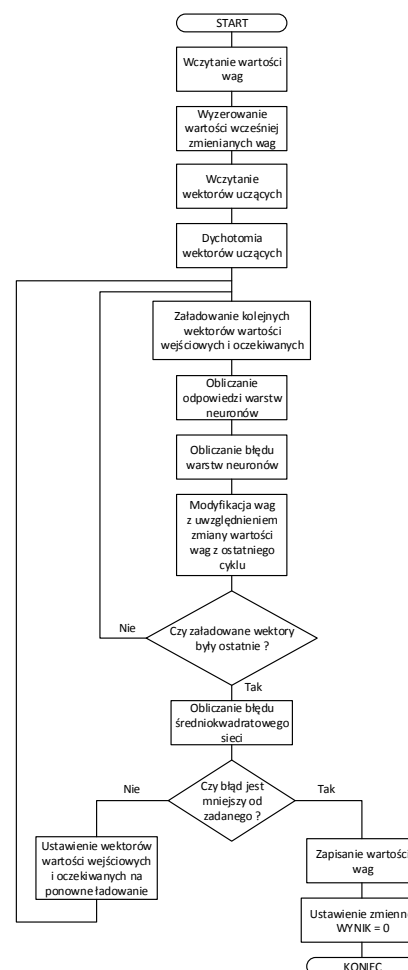 START
Wczytanie wartości
wag
Wyzerowanie
wartości wcześniej
zmienianych wag
Wczytanie
wektorów uczących
Dychotomia
wektorów uczących
Załadowanie kolejnych
wektorów wartości
wejściowych i oczekiwanych
Obliczanie
odpowiedzi warstw
neuronów
Obliczanie błędu
warstw neuronów
Modyfikacja wag
z uwzględnieniem
zmiany wartości
wag z ostatniego
cyklu
Nie
Czy załadowane wektory
były ostatnie ?
Tak
Obliczanie błędu
średniokwadratowego
sieci
Nie
Czy błąd jest
mniejszy od
zadanego ?
Tak
Ustawienie wektorów
wartości wejściowych
i oczekiwanych na
ponowne ładowanie
Zapisanie wartości
wag
Ustawienie zmienn
WYNIK = 0
KONIEC